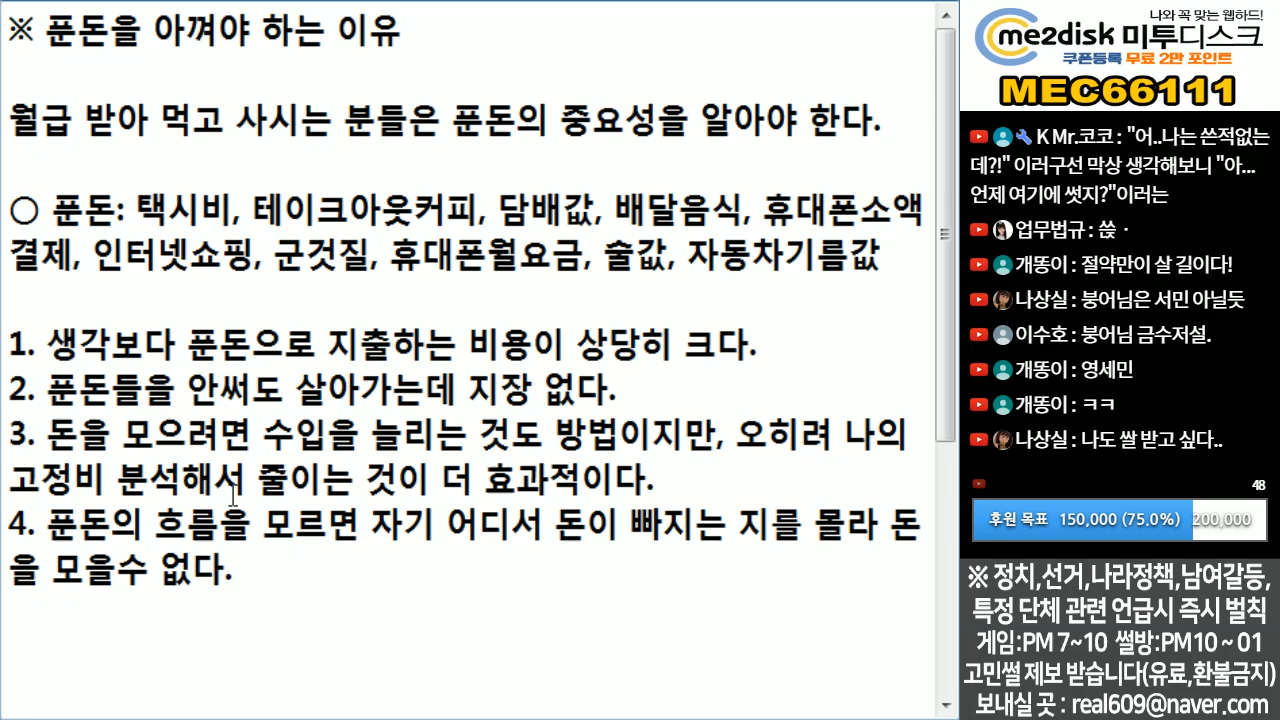 ※ 푼돈을 아껴야 하는 이유
월급 받아 먹고 사시는 분들은 푼돈의 중요성을 알아야 한다.
○ 푼돈: 택시비, 테이크아웃커피, 담배값, 배달음식, 휴대폰소액
결제, 인터넷쇼핑, 군것질, 휴대폰월요금, 술값, 자동차기름값
1. 생각보다 푼돈으로 지출하는 비용이 상당히 크다.
2. 푼돈들을 안써도 살아가는데 지장 없다.
3. 돈을 모으려면 수입을 늘리는 것도 방법이지만, 오히려 나의
고정비 분석해서 줄이는 것이 더 효과적이다.
4. 푼돈의 흐름을 모르면 자기 어디서 돈이 빠지는 지를 몰라 돈
을 모을수 없다.
나와 꼭 맞는 웹하드!
me2disk 미투디스크
쿠폰등록 무료 2만 포인트
MEC66111
K Mr.코코 : "어..나는 쓴적없는
데?!" 이러구선 막상 생각해보니 "아...
언제 여기에 썻지?"이러는
업무법규 : 쓚 ·
개똥이 : 절약만이 살 길이다!
나상실 : 붕어님은 서민 아닐듯
이수호 : 붕어님 금수저설.
개똥이 : 영세민
개똥이 : ㅋㅋ
나상실 : 나도 쌀 받고 싶다..
48
후원 목표 150,000 (75.0%) 200,000
※ 정치,선거,나라정책,남여갈등,
특정 단체 관련 언급시 즉시 벌칙
게임:PM 7~10 썰방:PM10 ~ 01
고민썰 제보 받습니다(유료,환불금지)
보내실 곳 : real609@naver.com